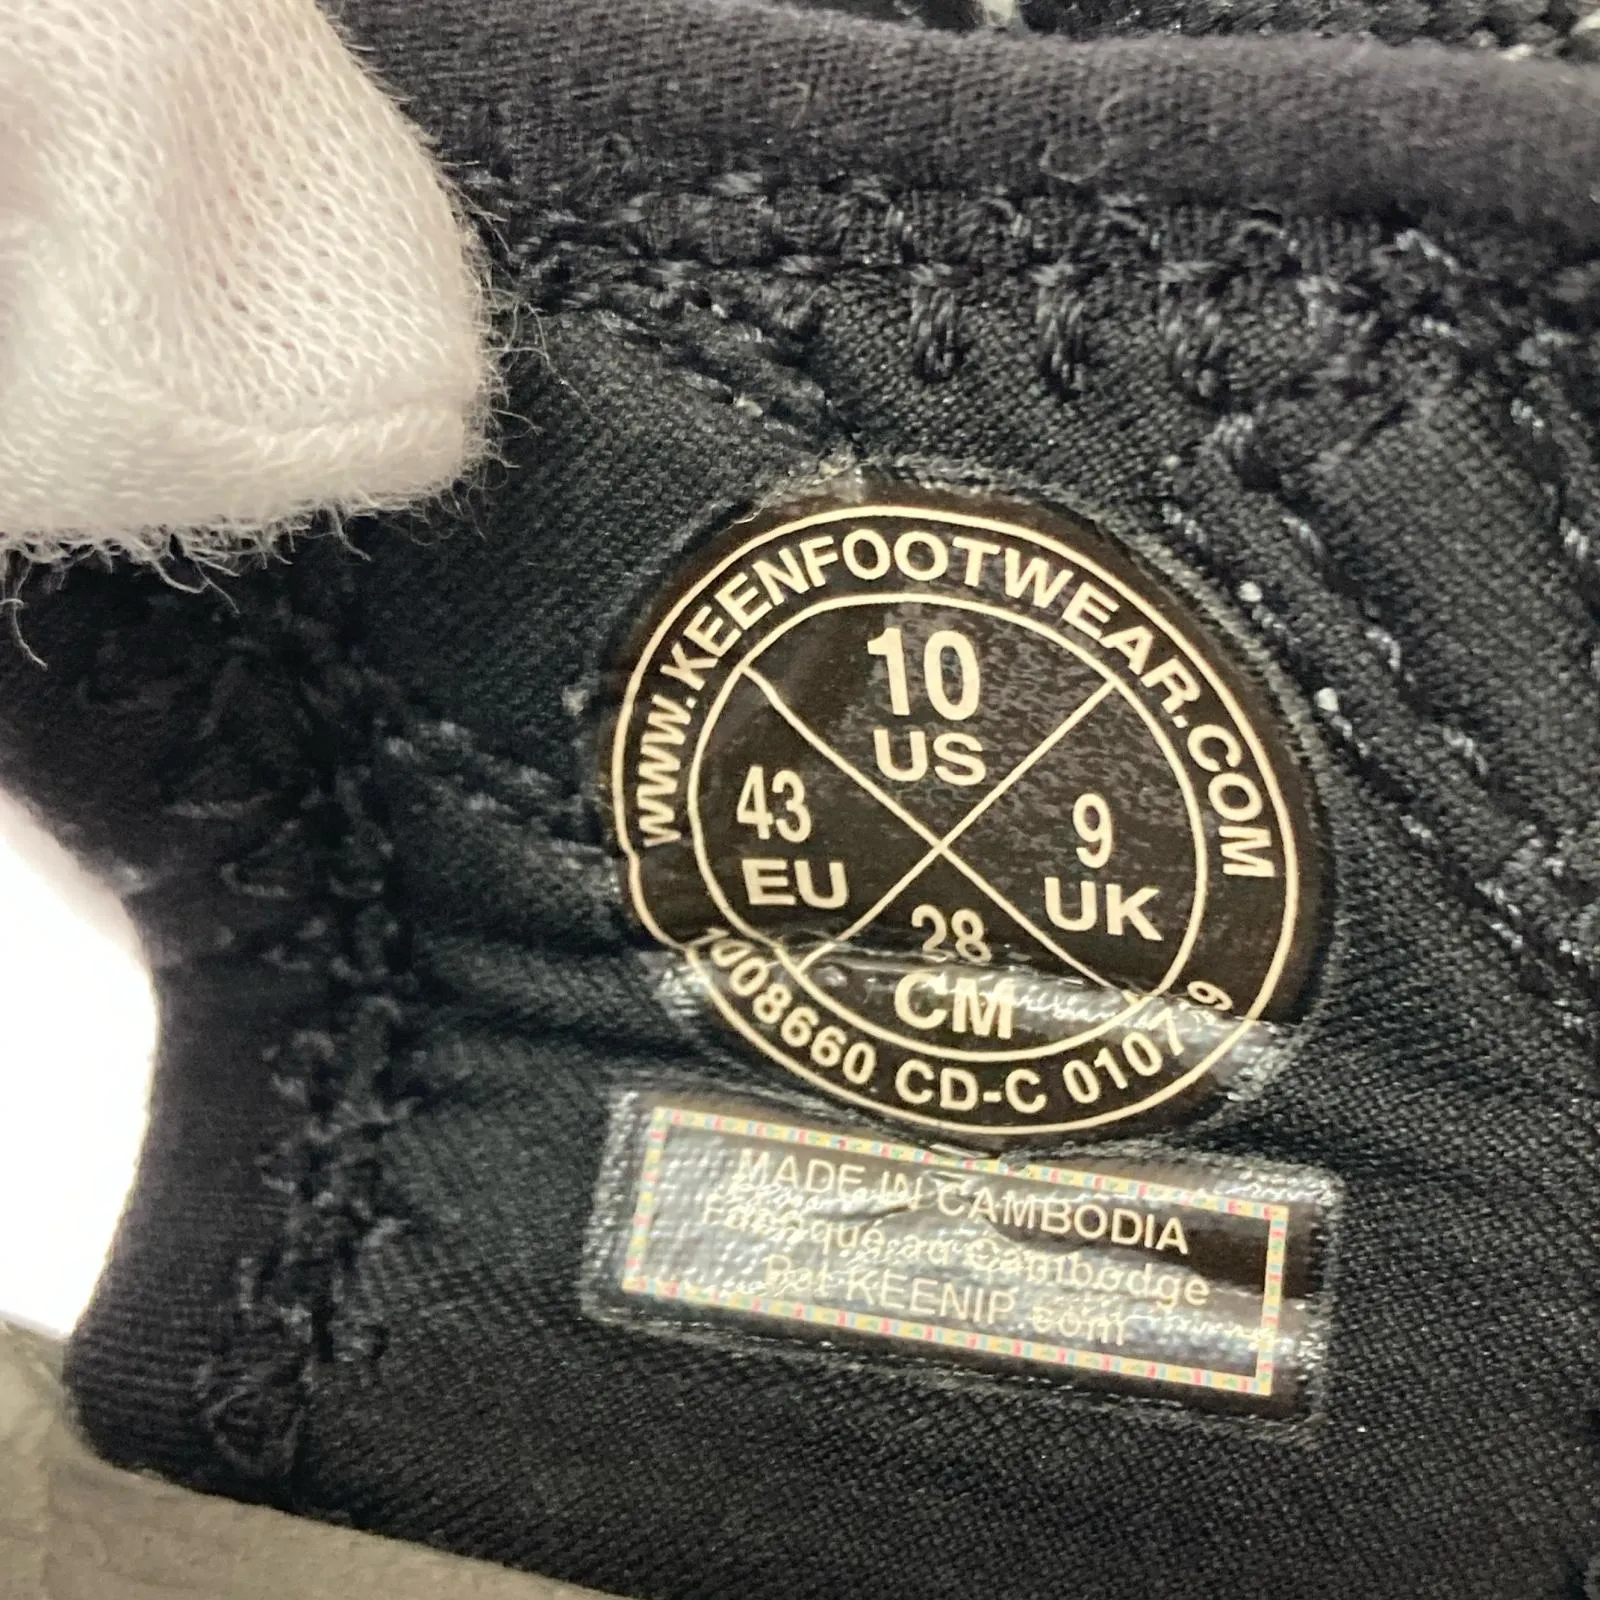 WWW.KEENFOOTWEAR.COM
10
US
43
EU
9
UK
28
CM
1008660 CD-C 0107
MADE IN CAMBODIA
Fabriqué au Cambodge
Pat KEENIP.com